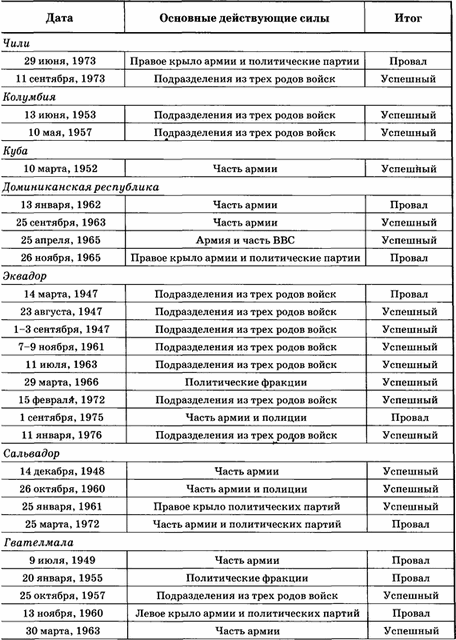 Дата Основные действующие силы Итог
Чили
29 июня, 1973 Правое крыло армии и политические партии Провал
11 сентября, 1973 Подразделения из трех родов войск Успешный
Колумбия
13 июня, 1953 Подразделения из трех родов войск Успешный
10 мая, 1957 Подразделения из трех родов войск Успешный
Куба
10 марта, 1952 Часть армии Успешный
Доминиканская республика
13 января, 1962 Часть армии Провал
25 сентября, 1963 Часть армии Успешный
25 апреля, 1965 Армия и часть ВВС Успешный
26 ноября, 1965 Правое крыло армии и политические партии Провал
Эквадор
14 марта, 1947 Подразделения из трех родов войск Провал
23 августа, 1947 Подразделения из трех родов войск Успешный
1–3 сентября, 1947 Подразделения из трех родов войск Успешный
7–9 ноября, 1961 Подразделения из трех родов войск Успешный
11 июля, 1963 Подразделения из трех родов войск Успешный
29 марта, 1966 Политические фракции Успешный
15 февраля, 1972 Подразделения из трех родов войск Успешный
1 сентября, 1975 Часть армии и полиции Провал
11 января, 1976 Подразделения из трех родов войск Успешный
Сальвадор
14 декабря, 1948 Часть армии Успешный
26 октября, 1960 Часть армии и полиции Успешный
25 января, 1961 Правое крыло политических партий Успешный
25 марта, 1972 Часть армии и политических партий Провал
Гватемала
9 июля, 1949 Часть армии Провал
20 января, 1955 Политические фракции Провал
25 октября, 1957 Подразделения из трех родов войск Успешный
13 ноября, 1960 Левое крыло армии и политических партий Провал
30 марта, 1963 Часть армии Успешный